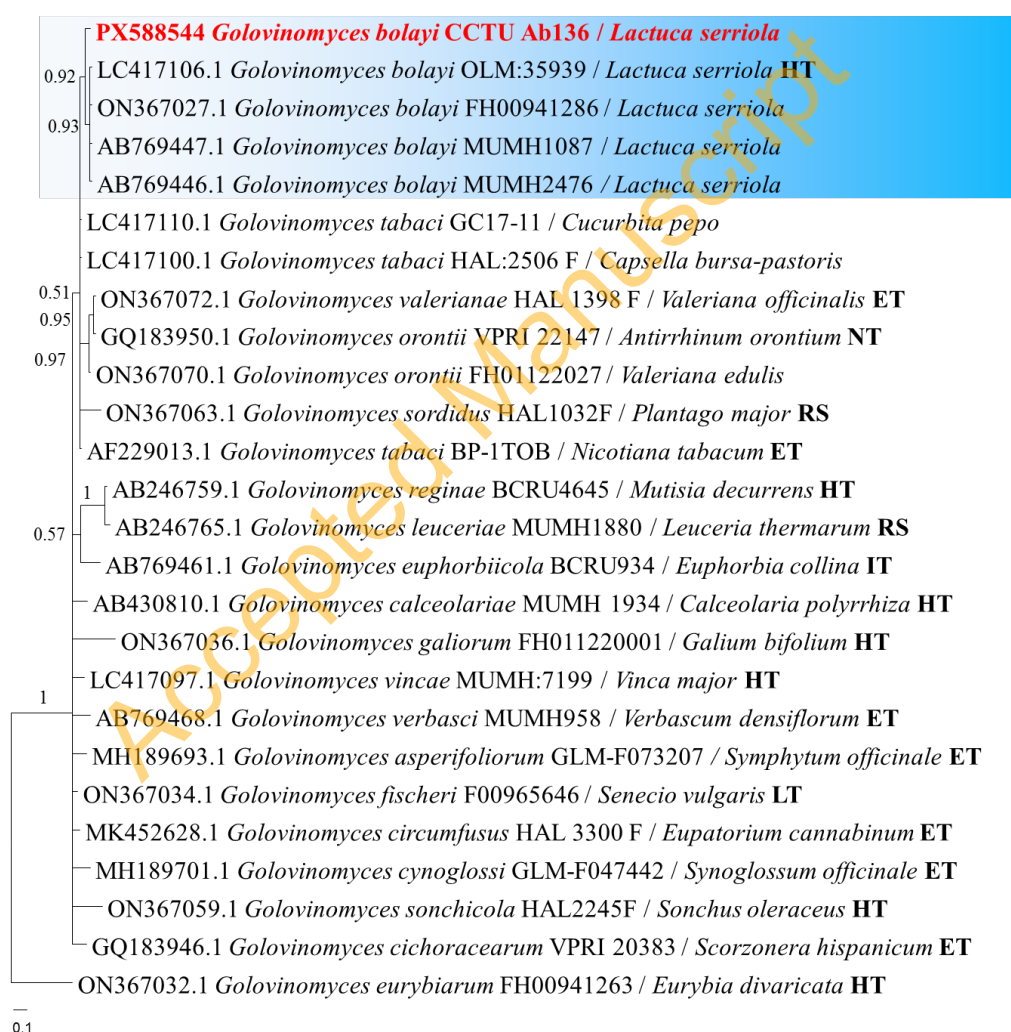 PX588544 Golovinomyces bolayi CCTU Ab136 / Lactuca serriola
0.92
LC417106.1 Golovinomyces bolayi OLM:35939 / Lactuca serriola HT
ON367027.1 Golovinomyces bolayi FH00941286 / Lactuca serriola
0.93
AB769447.1 Golovinomyces bolayi MUMH1087 / Lactuca serriola
AB769446.1 Golovinomyces bolayi MUMH2476 / Lactuca serriola
LC417110.1 Golovinomyces tabaci GC17-11 / Cucurbita pepo
LC417100.1 Golovinomyces tabaci HAL:2506 F / Capsella bursa-pastoris
0.51
ON367072.1 Golovinomyces valerianae HAL 1398 F / Valeriana officinalis ET
0.95
GQ183950.1 Golovinomyces orontii VPRI 22147 / Antirrhinum orontium NT
0.97
ON367070.1 Golovinomyces orontii FH01122027 / Valeriana edulis
ON367063.1 Golovinomyces sordidus HAL1032F / Plantago major RS
AF229013.1 Golovinomyces tabaci BP-1TOB / Nicotiana tabacum ET
1
AB246759.1 Golovinomyces reginae BCRU4645 / Mutisia decurrens HT
AB246765.1 Golovinomyces leuceriae MUMH1880 / Leuceria thermarum RS
0.57
AB769461.1 Golovinomyces euphorbiicola BCRU934 / Euphorbia collina IT
AB430810.1 Golovinomyces calceolariae MUMH 1934 / Calceolaria polyrrhiza HT
ON367036.1 Golovinomyces galiorum FH011220001 / Galium bifolium HT
LC417097.1 Golovinomyces vincae MUMH:7199 / Vinca major HT
1
AB769468.1 Golovinomyces verbasci MUMH958 / Verbascum densiflorum ET
MH189693.1 Golovinomyces asperifoliorum GLM-F073207 / Symphytum officinale ET
ON367034.1 Golovinomyces fischeri F00965646 / Senecio vulgaris LT
MK452628.1 Golovinomyces circumfusus HAL 3300 F / Eupatorium cannabinum ET
MH189701.1 Golovinomyces cynoglossi GLM-F047442 / Synoglossum officinale ET
ON367059.1 Golovinomyces sonchicola HAL2245F / Sonchus oleraceus HT
GQ183946.1 Golovinomyces cichoracearum VPRI 20383 / Scorzonera hispanicum ET
ON367032.1 Golovinomyces eurybiarum FH00941263 / Eurybia divaricata HT
0.1
Accepted Manuscript